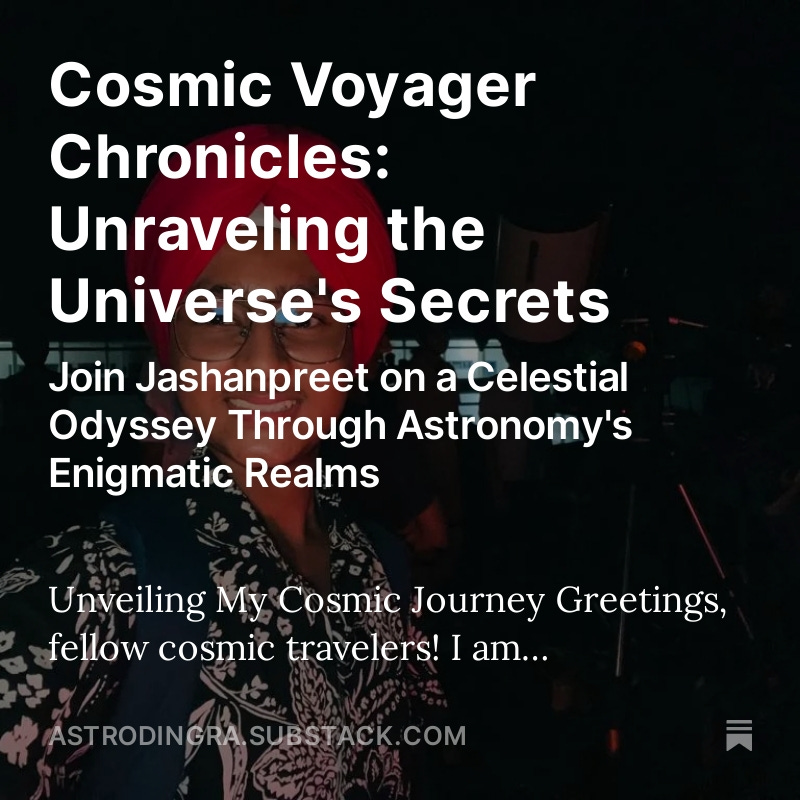 Cosmic Voyager
Chronicles:
Unraveling the
Universe's Secrets
Join Jashanpreet on a Celestial
Odyssey Through Astronomy's
Enigmatic Realms
Unveiling My Cosmic Journey Greetings,
fellow cosmic travelers! I am...
ASTRODINGRA.SUBSTACK.COM